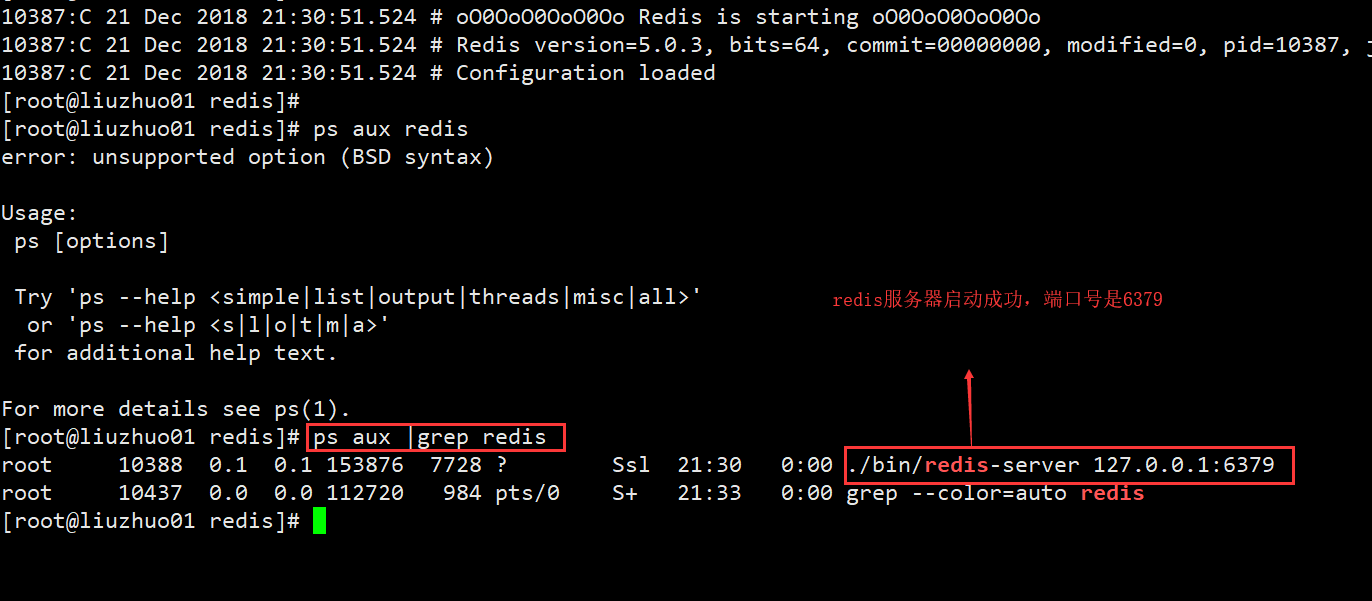 10387:C 21 Dec 2018 21:30:51.524 # oO0OoO0OoO0Oo Redis is starting oO0OoO0OoO0Oo
10387:C 21 Dec 2018 21:30:51.524 # Redis version=5.0.3, bits=64, commit=00000000, modified=0, pid=10387,
10387:C 21 Dec 2018 21:30:51.524 # Configuration loaded
[root@liuzhuo01 redis]#
[root@liuzhuo01 redis]# ps aux redis
error: unsupported option (BSD syntax)
Usage:
ps [options]
Try 'ps --help <simple|list|output|threads|misc|all>'
or 'ps --help <s|l|o|t|m|a>'
for additional help text.
redis服务器启动成功，端口号是6379
For more details see ps(1).
[root@liuzhuo01 redis]# ps aux |grep redis
root 10388 0.1 0.1 153876 7728 ? Ssl 21:30 0:00 ./bin/redis-server 127.0.0.1:6379
root 10437 0.0 0.0 112720 984 pts/0 S+ 21:33 0:00 grep --color=auto redis
[root@liuzhuo01 redis]#